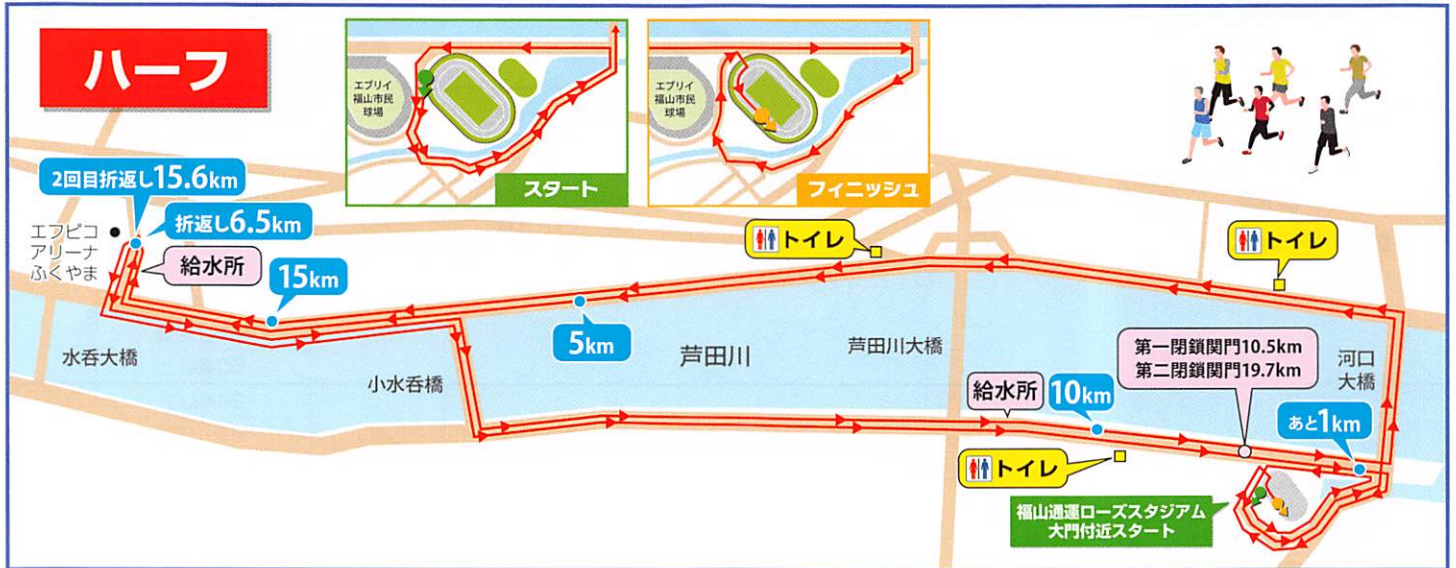 ハーフ
エブリイ
福山市民
球場
スタート
エブリイ
福山市民
球場
フィニッシュ
2回目折返し15.6km
折返し6.5km
エフピコ
アリーナ
ふくやま
給水所
15km
トイレ
トイレ
5km
水呑大橋
小水呑橋
芦田川
芦田川大橋
第一閉鎖関門10.5km
第二閉鎖関門19.7km
河口
大橋
給水所
10km
あと1km
トイレ
福山通運ローズスタジアム
大門付近スタート